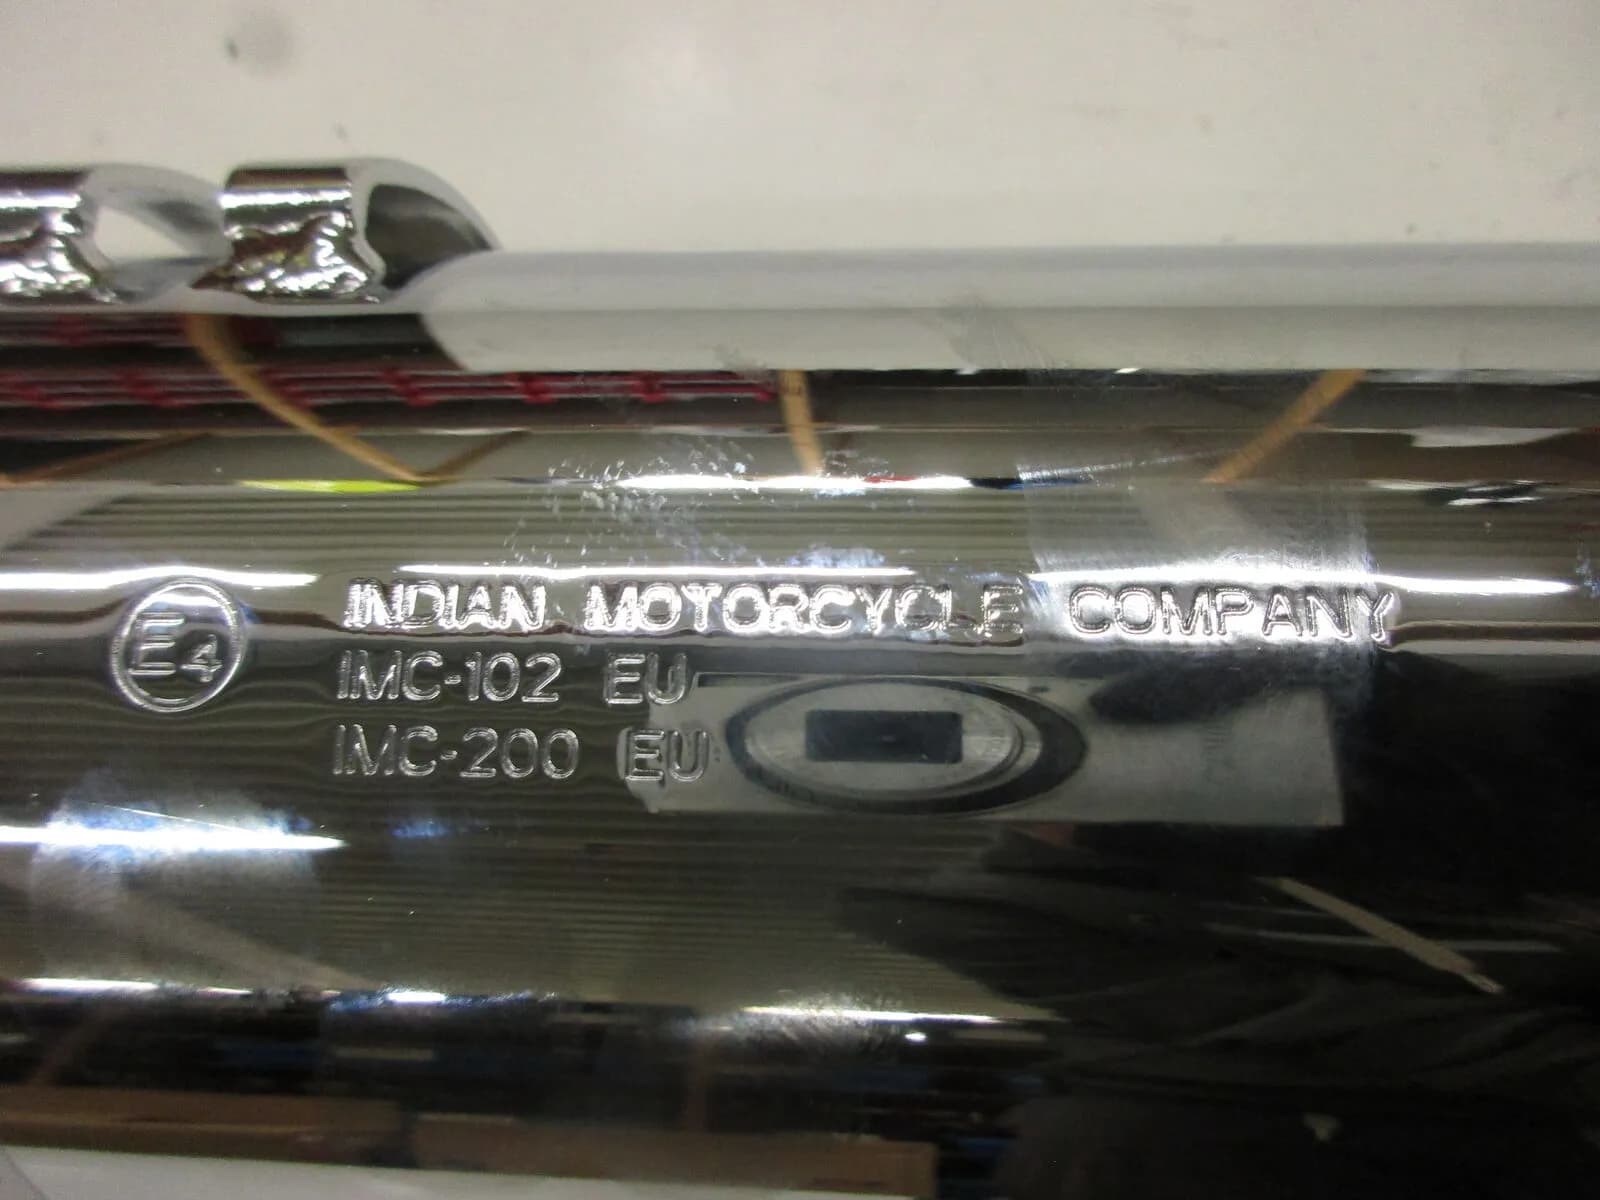 E4
INDIAN MOTORCYCLE COMPANY
IMC-102 EU
IMC-200 EU